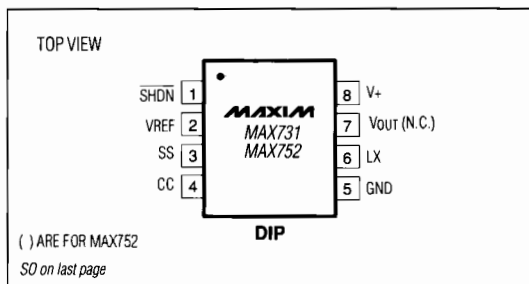 TOP VIEW
SHDN 1
VREF 2
SS 3
CC 4
MAXIM
MAX731
MAX752
8 V+
7 VOUT (N.C.)
6 LX
5 GND
DIP
( ) ARE FOR MAX752
SO on last page